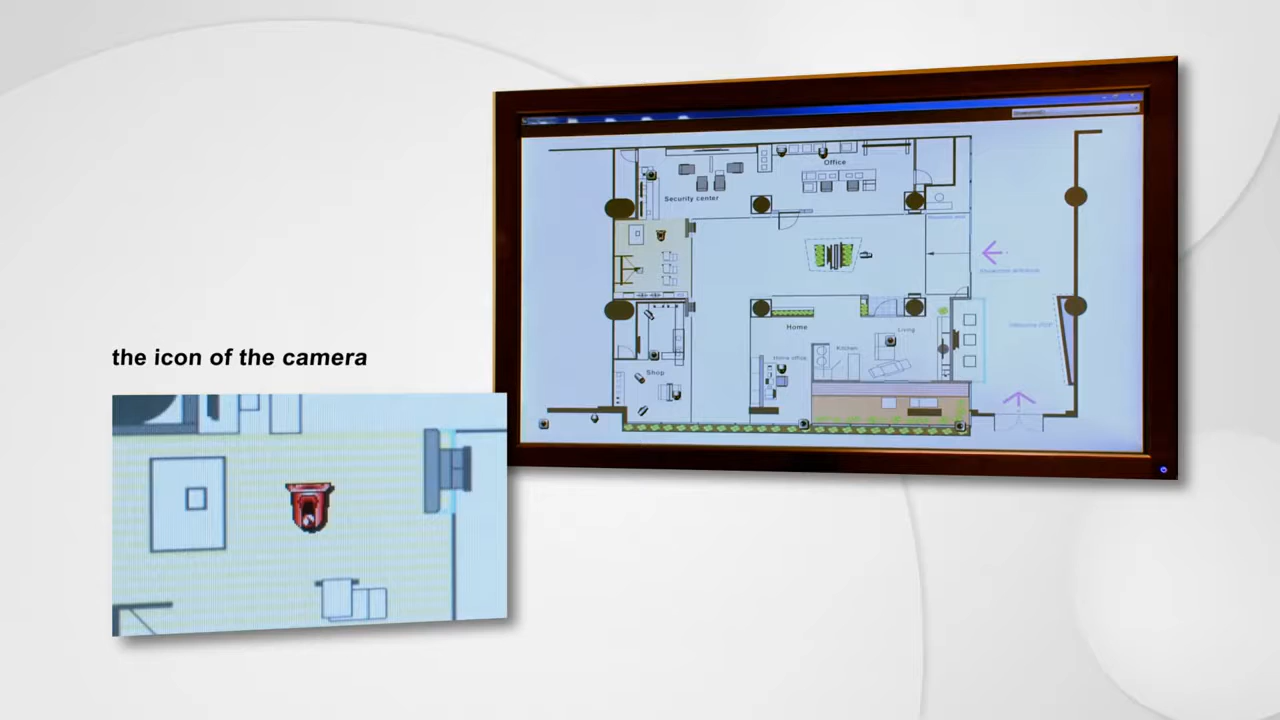 the icon of the camera
Office
Security center
Home
Living
Kitchen
Home office
Shop